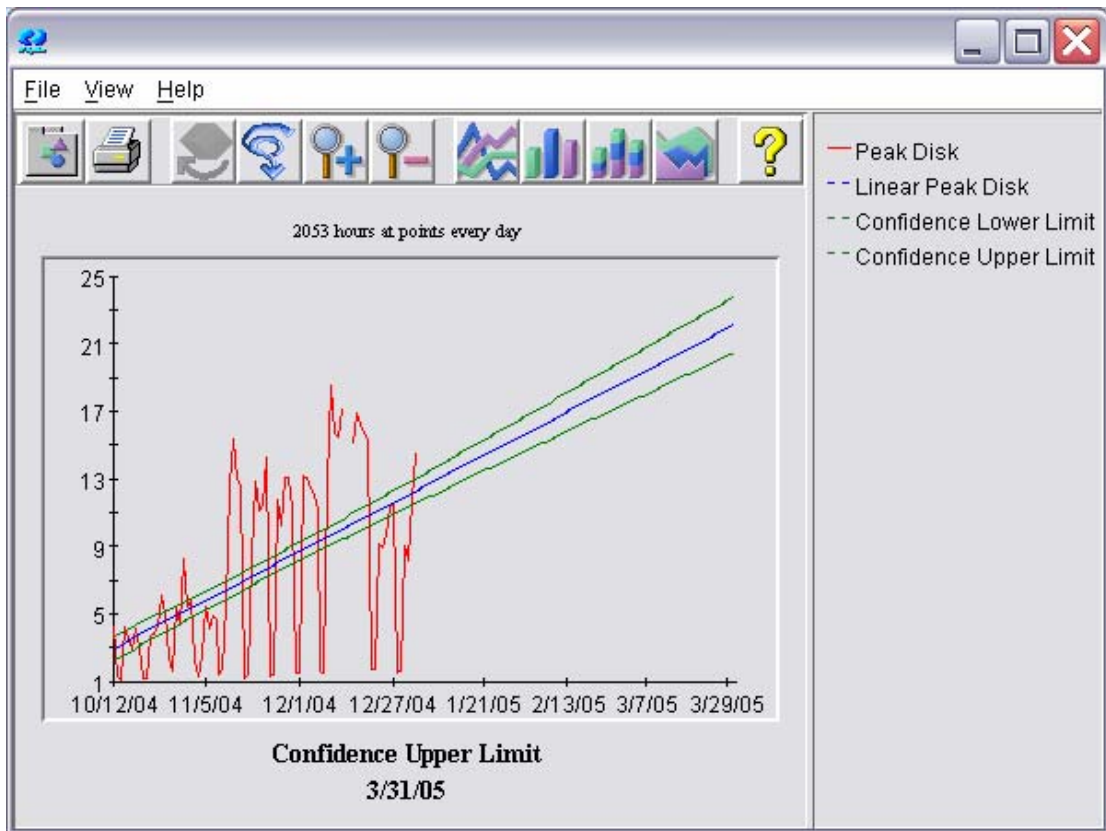 File View Help
Peak Disk
Linear Peak Disk
Confidence Lower Limit
Confidence Upper Limit
2053 hours at points every day
25
21
17
13
9
5
1
10/12/04 11/5/04 12/1/04 12/27/04 1/21/05 2/13/05 3/7/05 3/29/05
Confidence Upper Limit
3/31/05